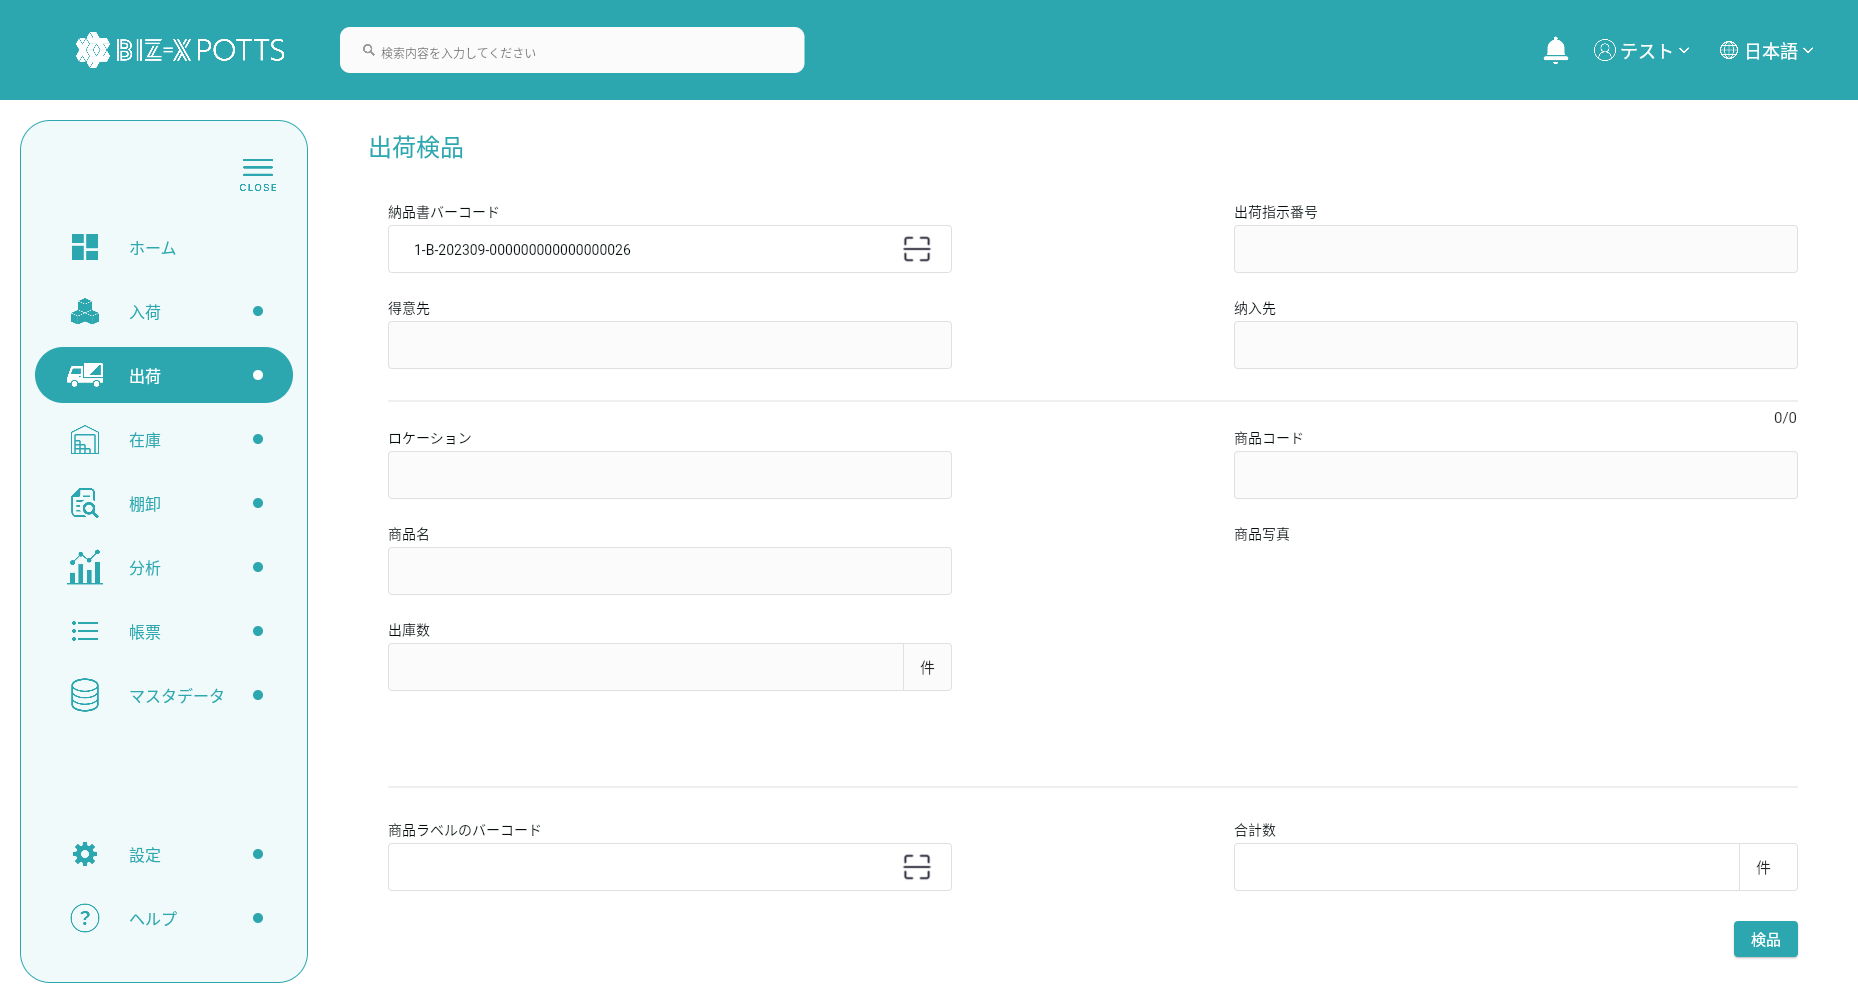 BIZ=X POTTS
検索内容を入力してください
テスト
日本語
CLOSE
ホーム
入荷
出荷
在庫
棚卸
分析
帳票
マスタデータ
設定
?
ヘルプ
出荷検品
納品書バーコード
出荷指示番号
1-B-202309-000000000000000026
得意先
納入先
0/0
ロケーション
商品コード
商品名
商品写真
出庫数
件
商品ラベルのバーコード
合計数
件
検品